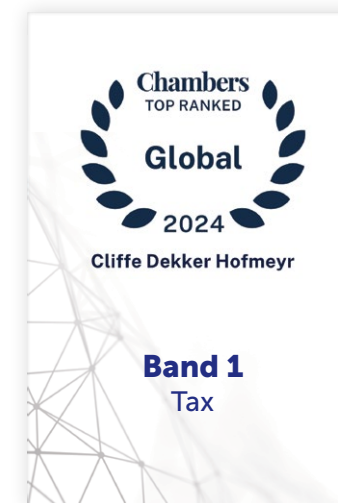 Chambers
TOP RANKED
Global
2024
Cliffe Dekker Hofmeyr
Band 1
Tax